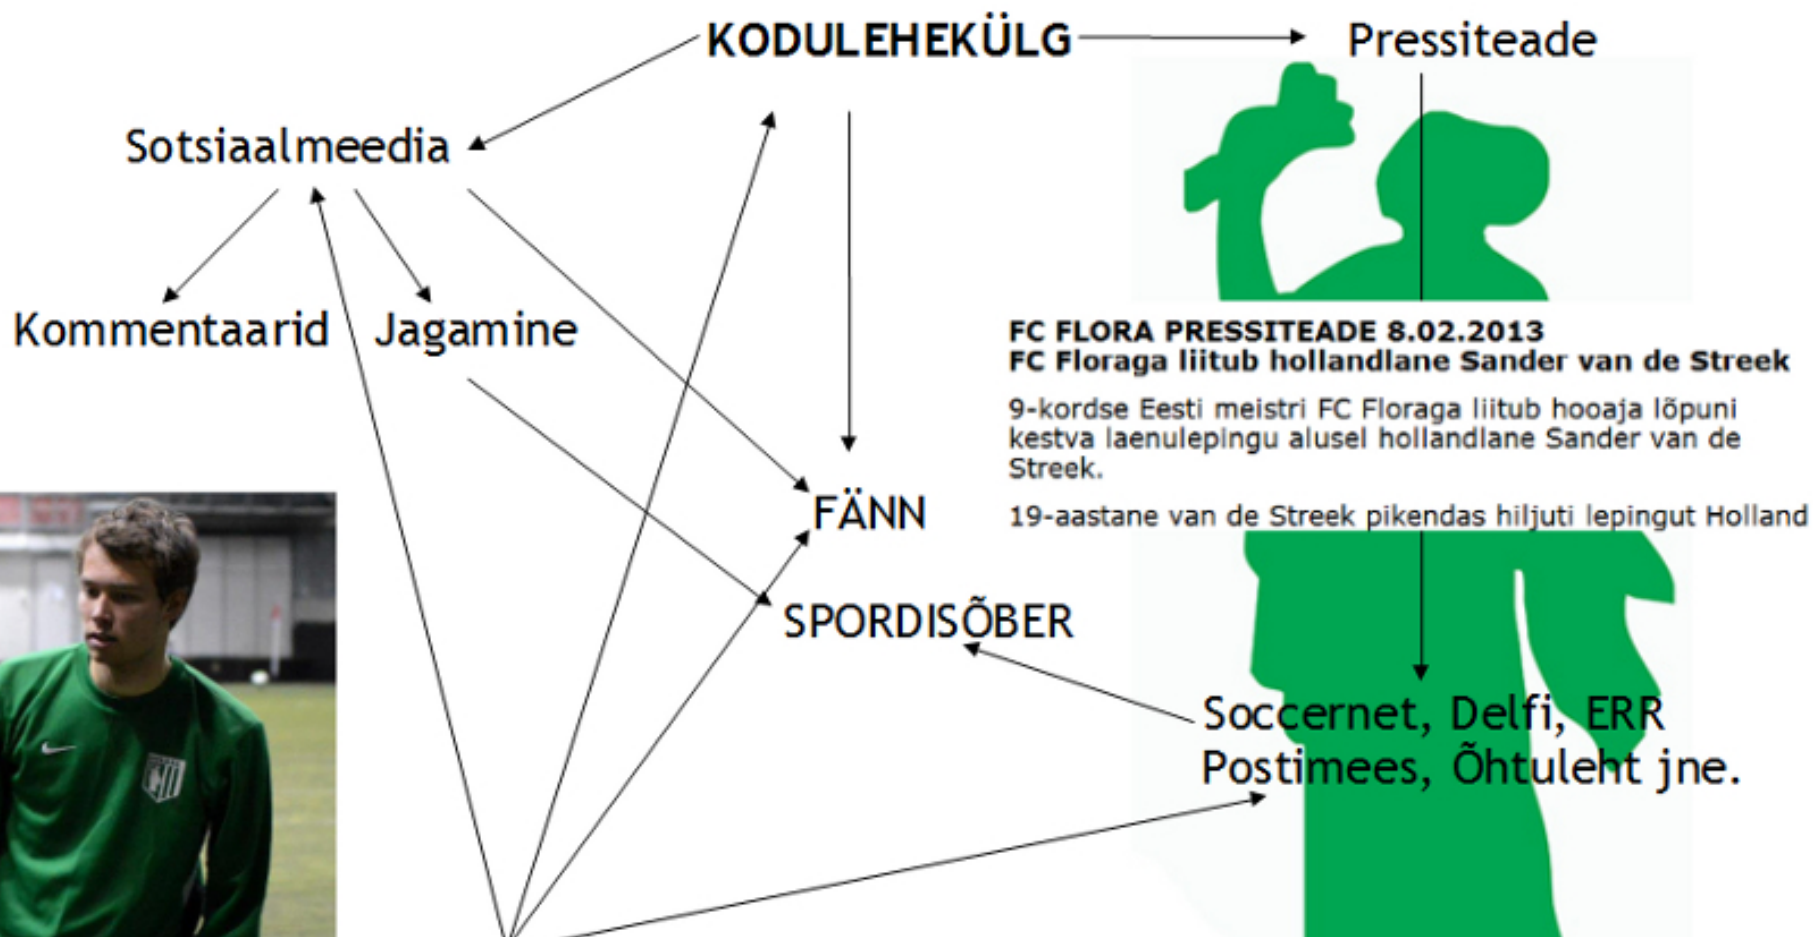 KODULEHEKÜLG
Pressiteade
Sotsiaalmeedia
Kommentaarid
Jagamine
FC FLORA PRESSITEADE 8.02.2013
FC Floraga liitub hollandlane Sander van de Streek
9-kordse Eesti meistri FC Floraga liitub hooaja lõpuni
kestva laenulepingu alusel hollandlane Sander van de
Streek.
19-aastane van de Streek pikendas hiljuti lepingut Holland
FÄNN
SPORDISÕBER
Soccernet, Delfi, ERR
Postimees, Õhtuleht jne.